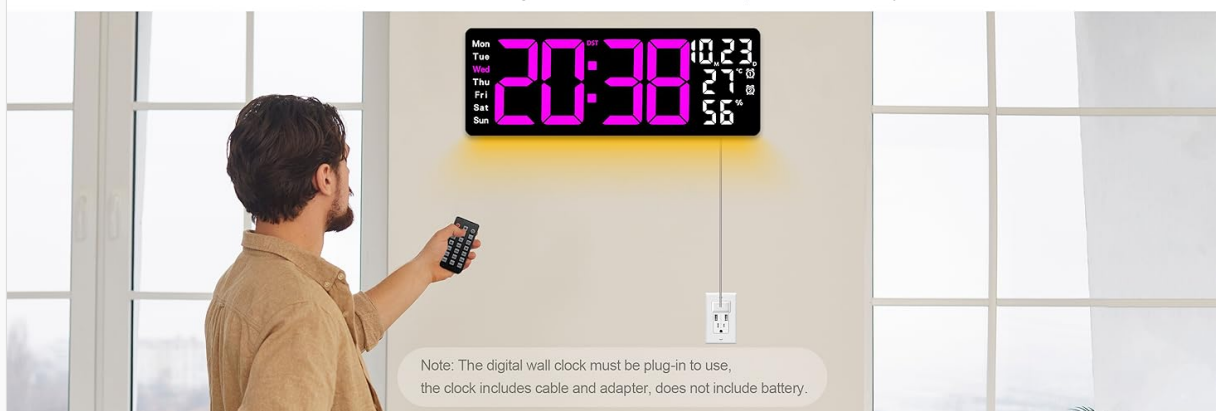 Mon
Tue
Wed
Thu
Fri
Sat
Sun
DST
20:38
10.23
M D
27 °C
56 %
Note: The digital wall clock must be plug-in to use,
the clock includes cable and adapter, does not include battery.